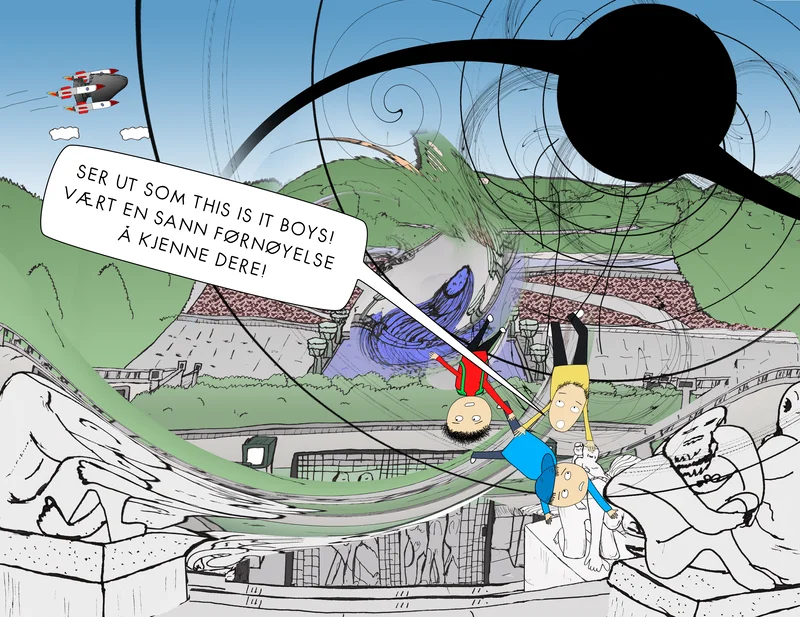 SER UT SOM THIS IS IT BOYS!
VÆRT EN SANN FØRNØYELSE
Å KJENNE DERE!